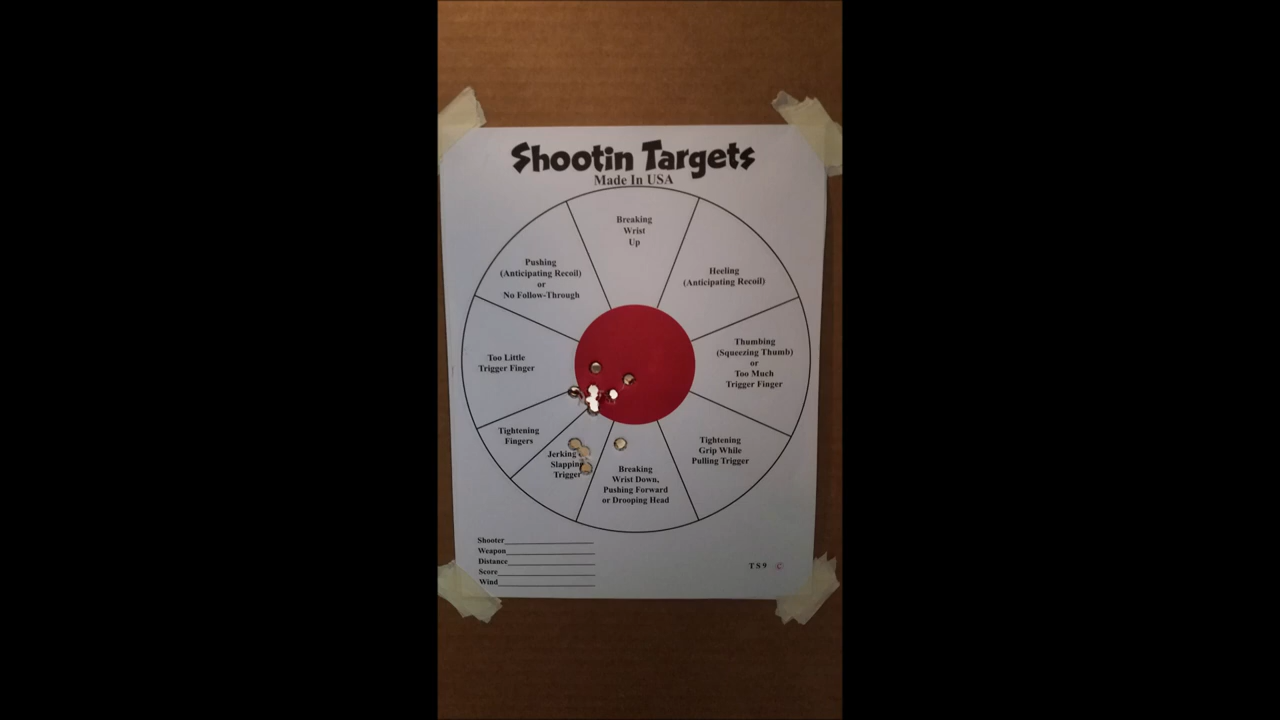 Shootin Targets
Made In USA
Breaking
Wrist
Up
Pushing
(Anticipating Recoil)
or
No Follow-Through
Heeling
(Anticipating Recoil)
Too Little
Trigger Finger
Thumbing
(Squeezing Thumb)
or
Too Much
Trigger Finger
Tightening
Fingers
Jerking
Slapping
Trigger
Breaking
Wrist Down,
Pushing Forward
or Drooping Head
Tightening
Grip While
Pulling Trigger
Shooter
Weapon
Distance
Score
Wind
T S 9 C